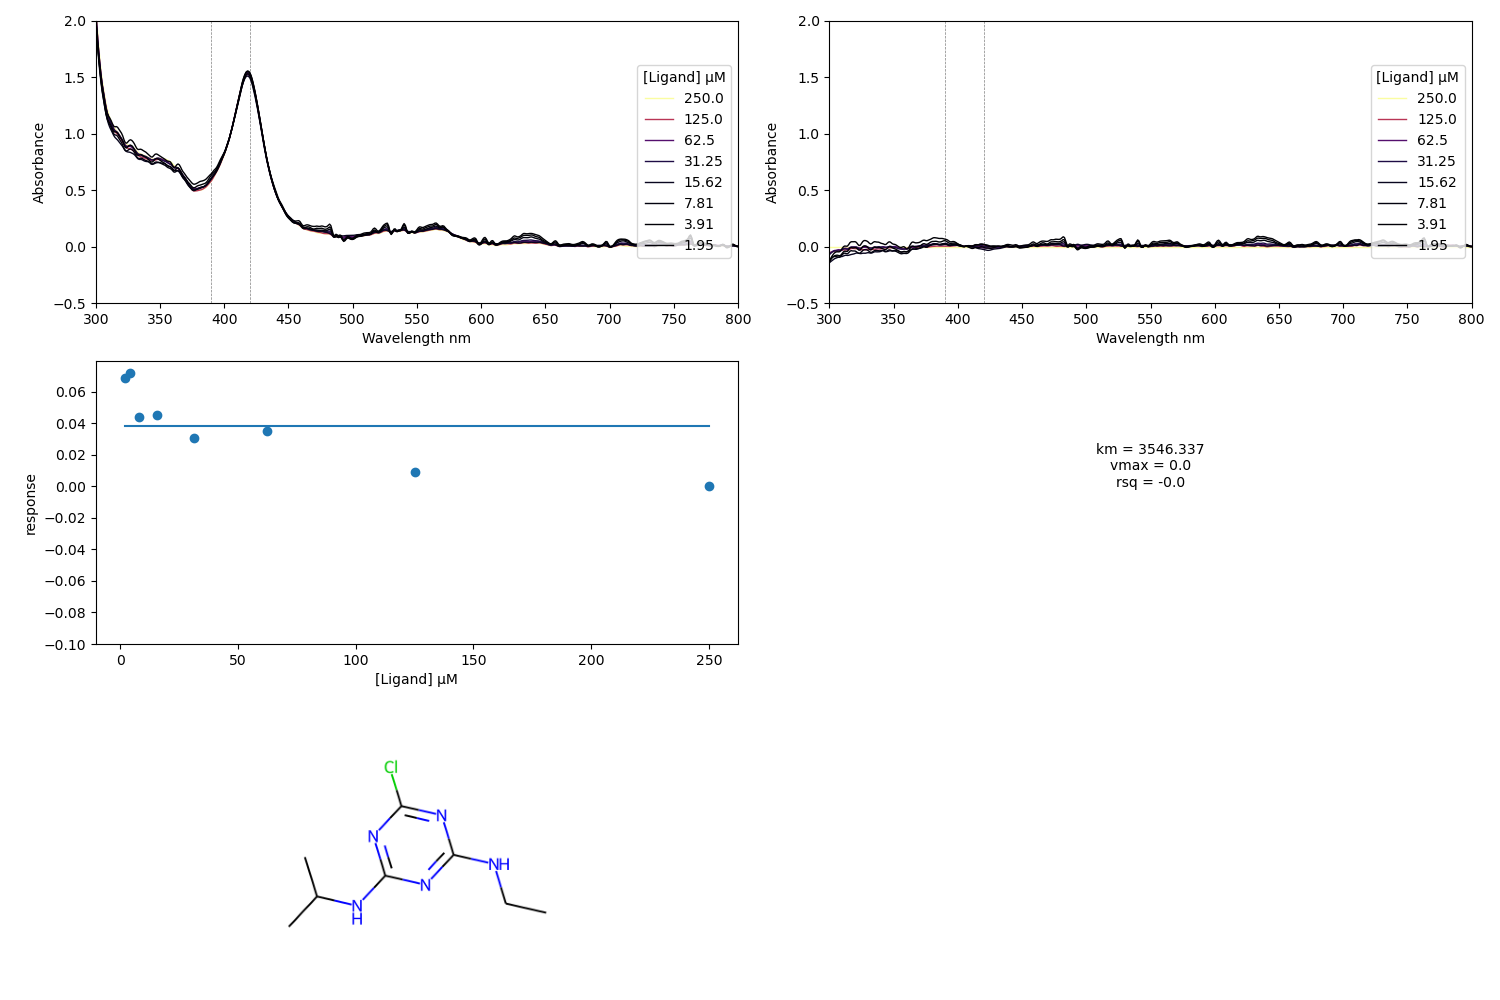 2.0
1.5
1.0
0.5
0.0
−0.5
Absorbance
300 350 400 450 500 550 600 650 700 750 800
Wavelength nm
[Ligand] µM
250.0
125.0
62.5
31.25
15.62
7.81
3.91
1.95
2.0
1.5
1.0
0.5
0.0
−0.5
Absorbance
300 350 400 450 500 550 600 650 700 750 800
Wavelength nm
[Ligand] µM
250.0
125.0
62.5
31.25
15.62
7.81
3.91
1.95
0.06
0.04
0.02
0.00
−0.02
−0.04
−0.06
−0.08
−0.10
response
0 50 100 150 200 250
[Ligand] µM
km = 3546.337
vmax = 0.0
rsq = -0.0
Cl
N
N
NH
N
N
H